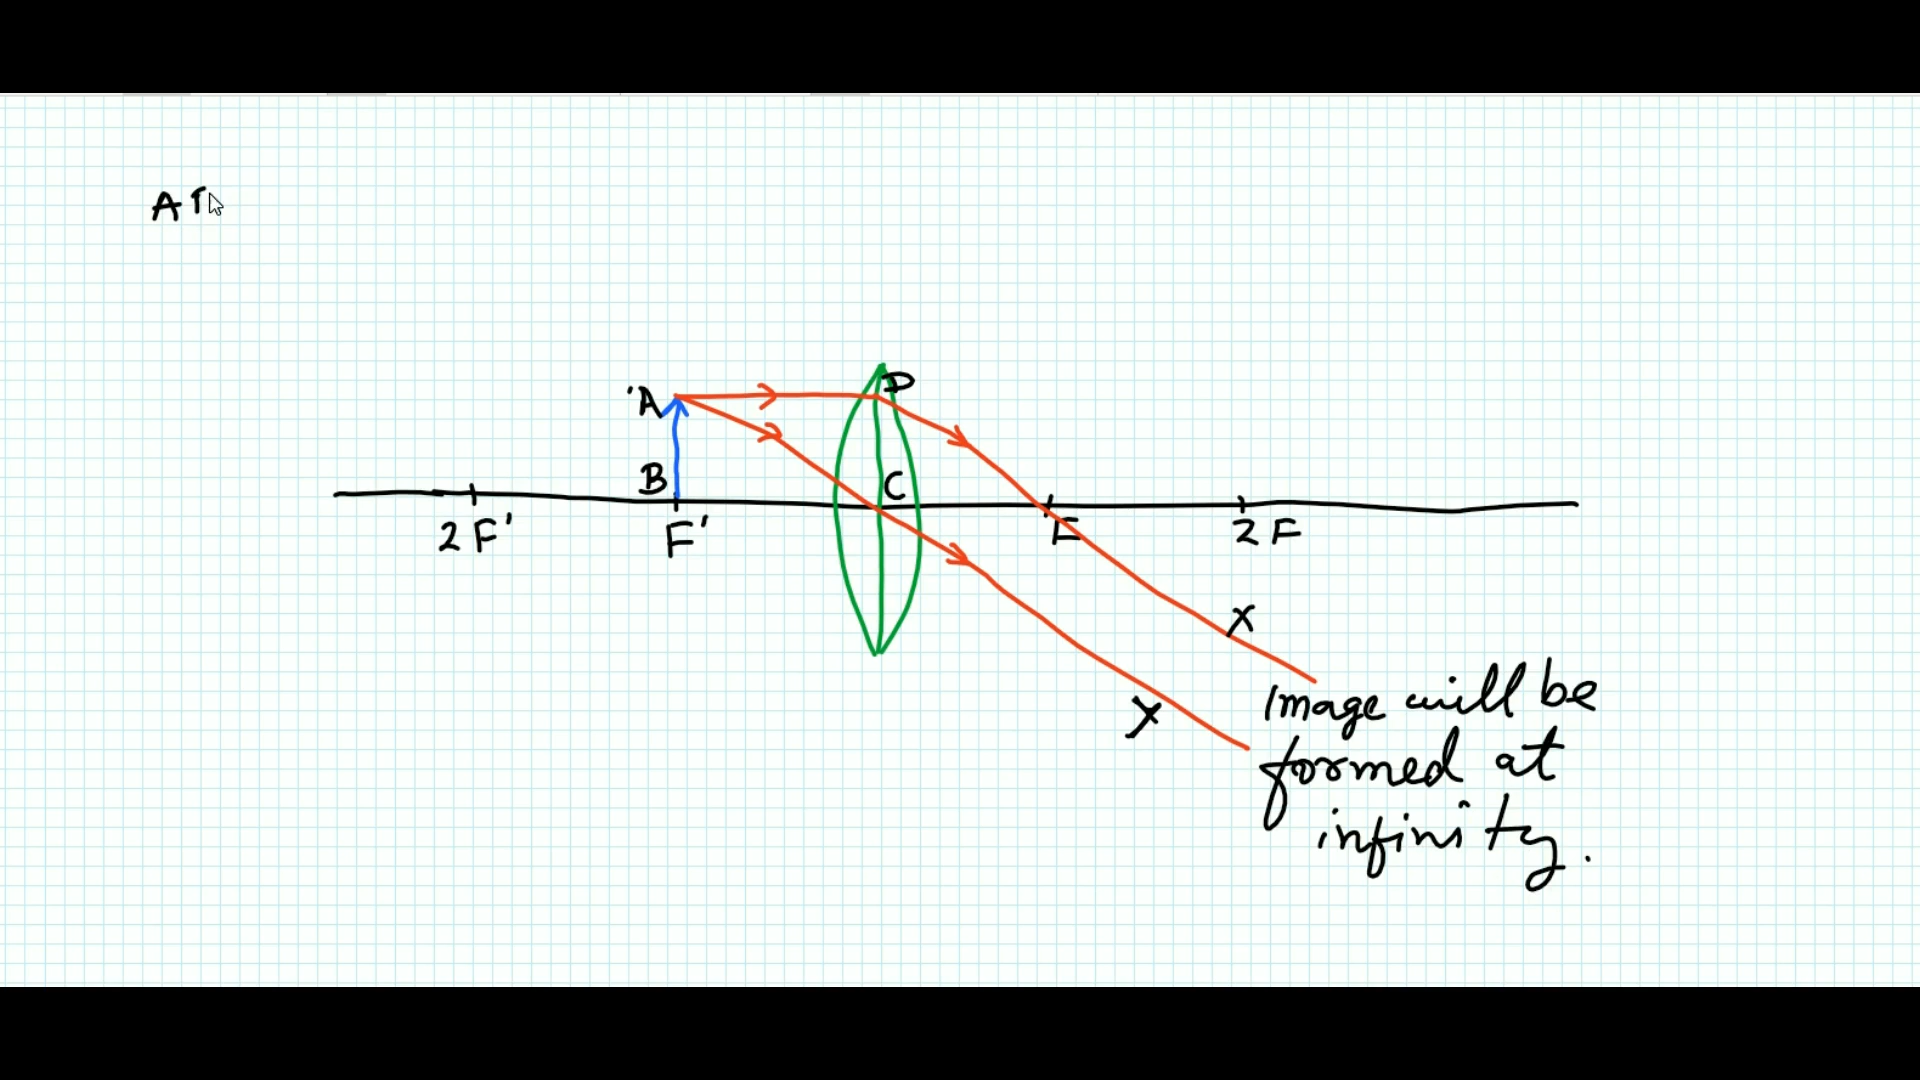 A
'A
D
B
C
2F'
F'
F
2F
X
Y
Image will be
formed at
infinity.